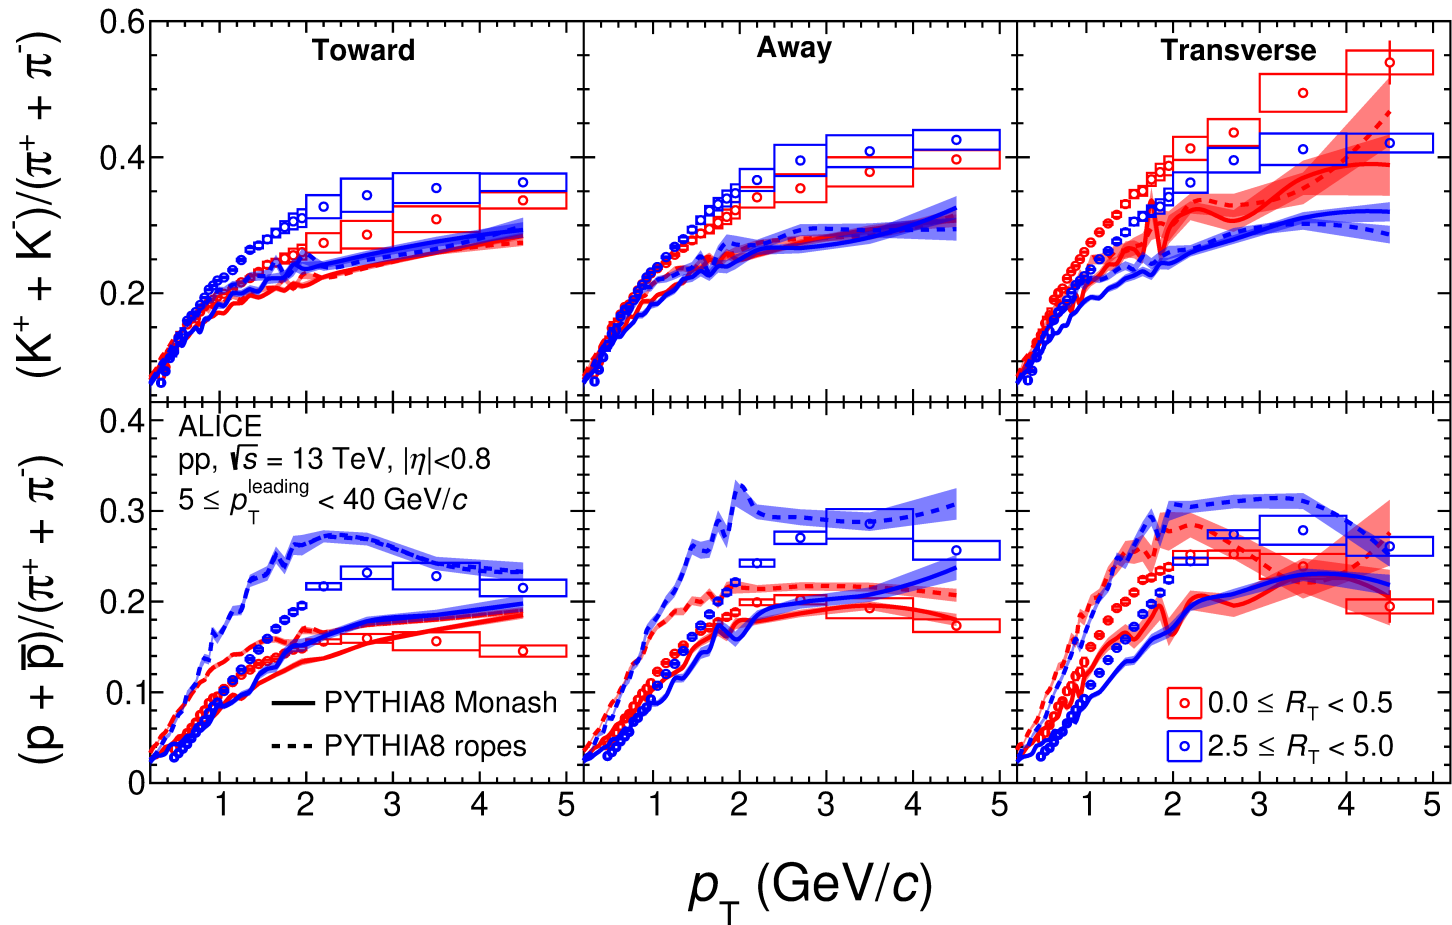 Toward
Away
Transverse
(K⁺ + K⁻)/(π⁺ + π⁻)
0.6
0.4
0.2
(p + p̅)/(π⁺ + π⁻)
0.4
0.3
0.2
0.1
0
ALICE
pp, √s = 13 TeV, |η|<0.8
5 ≤ p_T^leading < 40 GeV/c
PYTHIA8 Monash
PYTHIA8 ropes
0.0 ≤ R_T < 0.5
2.5 ≤ R_T < 5.0
1 2 3 4 5
1 2 3 4 5
1 2 3 4 5
p_T (GeV/c)